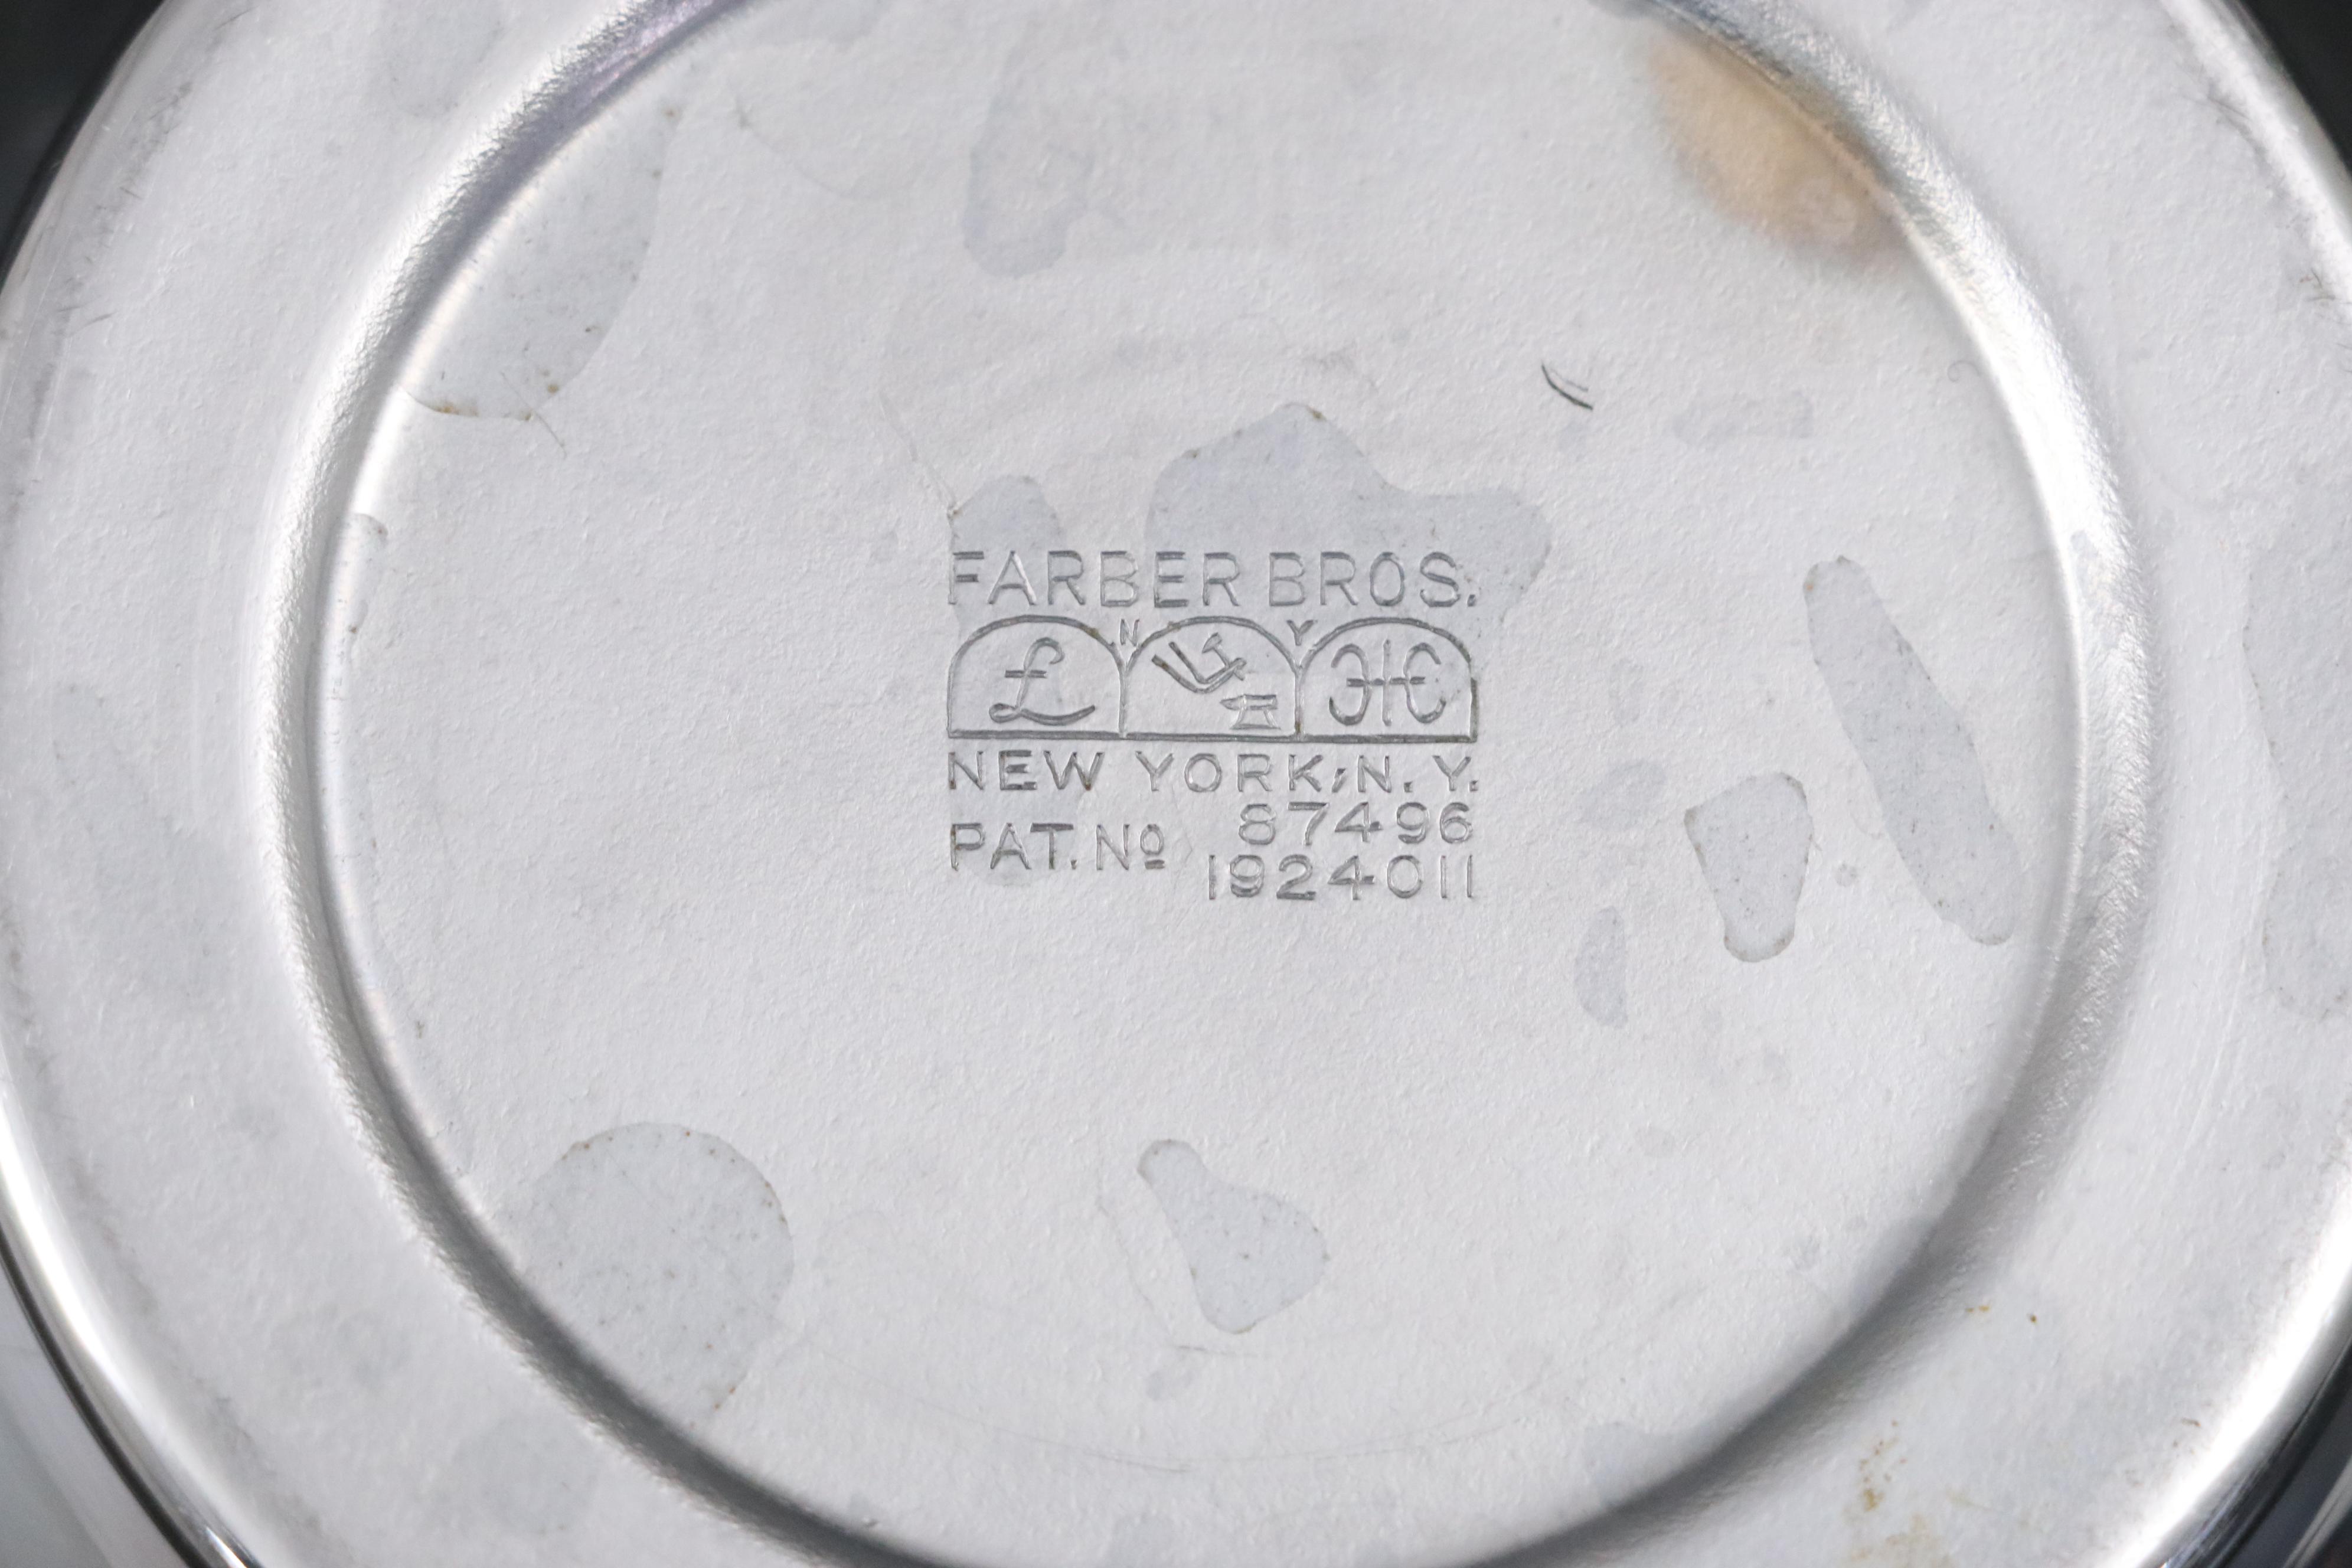 FARBER BROS.
N Y
£ H
NEW YORK, N. Y.
PAT. Nº 87496
1924011